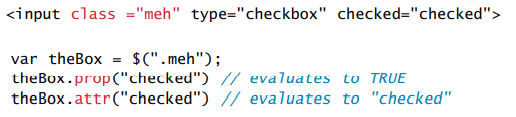 <input class ="meh" type="checkbox" checked="checked">
var theBox = $(".meh");
theBox.prop("checked") // evaluates to TRUE
theBox.attr("checked") // evaluates to "checked"